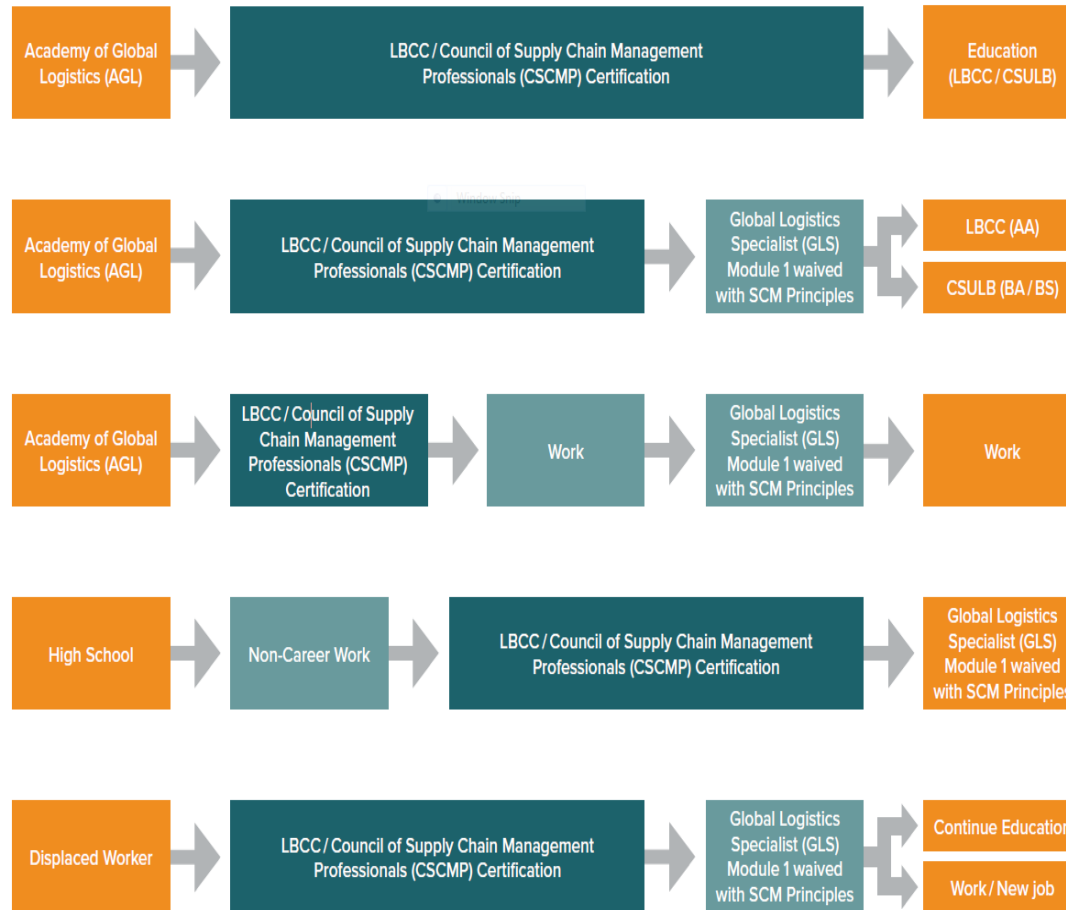 Academy of Global
Logistics (AGL)
LBCC / Council of Supply Chain Management
Professionals (CSCMP) Certification
Education
(LBCC / CSULB)
Window Snip
Academy of Global
Logistics (AGL)
LBCC / Council of Supply Chain Management
Professionals (CSCMP) Certification
Global Logistics
Specialist (GLS)
Module 1 waived
with SCM Principles
LBCC (AA)
CSULB (BA / BS)
Academy of Global
Logistics (AGL)
LBCC / Council of Supply
Chain Management
Professionals (CSCMP)
Certification
Work
Global Logistics
Specialist (GLS)
Module 1 waived
with SCM Principles
Work
High School
Non-Career Work
LBCC / Council of Supply Chain Management
Professionals (CSCMP) Certification
Global Logistics
Specialist (GLS)
Module 1 waived
with SCM Principles
Displaced Worker
LBCC / Council of Supply Chain Management
Professionals (CSCMP) Certification
Global Logistics
Specialist (GLS)
Module 1 waived
with SCM Principles
Continue Education
Work / New job